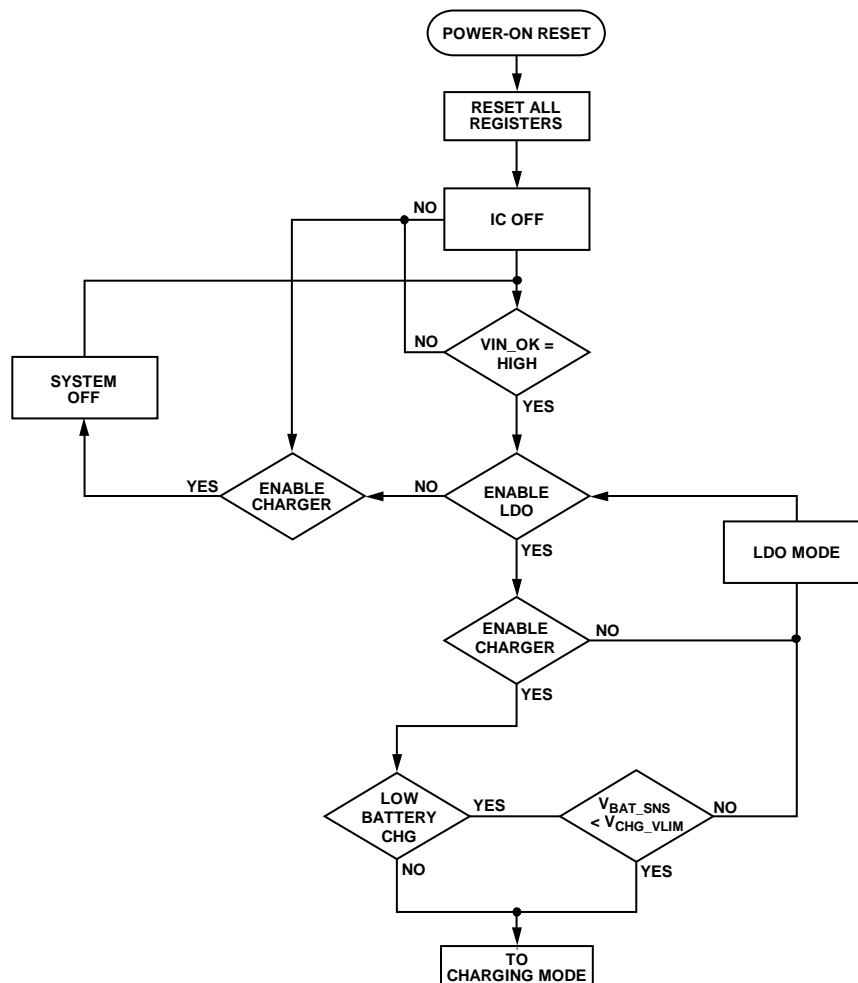 POWER-ON RESET
RESET ALL
REGISTERS
NO
IC OFF
NO
VIN_OK =
HIGH
SYSTEM
OFF
YES
YES
ENABLE
CHARGER
NO
ENABLE
LDO
LDO MODE
YES
ENABLE
CHARGER
NO
YES
LOW
BATTERY
CHG
YES
VBAT_SNS
< VCHG_VLIM
NO
NO
YES
TO
CHARGING MODE